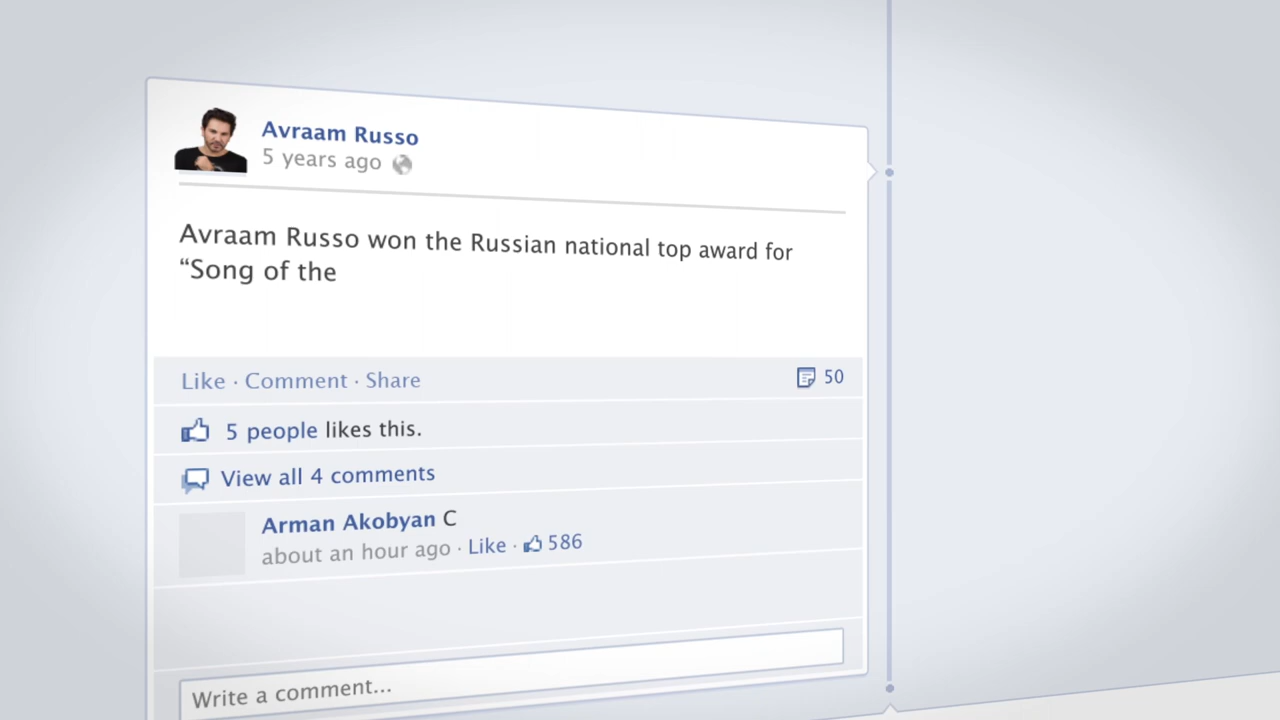 Avraam Russo
5 years ago
Avraam Russo won the Russian national top award for
“Song of the
Like · Comment · Share
50
5 people likes this.
View all 4 comments
Arman Akobyan C
about an hour ago · Like · 586
Write a comment...